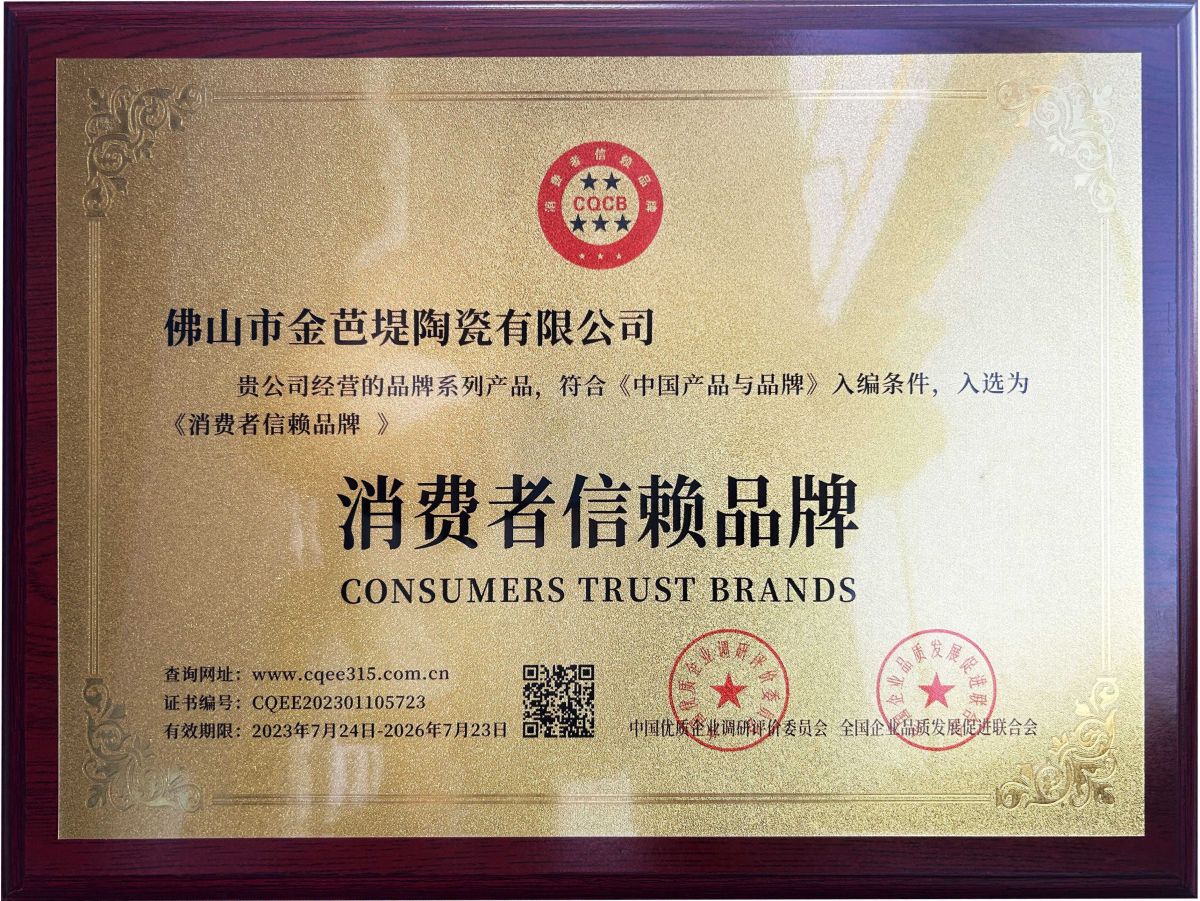 消费者信赖品牌
CQCB
佛山市金芭堤陶瓷有限公司
贵公司经营的品牌系列产品，符合《中国产品与品牌》入编条件，入选为
《消费者信赖品牌 》
消费者信赖品牌
CONSUMERS TRUST BRANDS
查询网址：www.cqee315.com.cn
证书编号：CQEE202301105723
有效期限：2023年7月24日-2026年7月23日
中国优质企业调研评价委员会 全国企业品质发展促进联合会